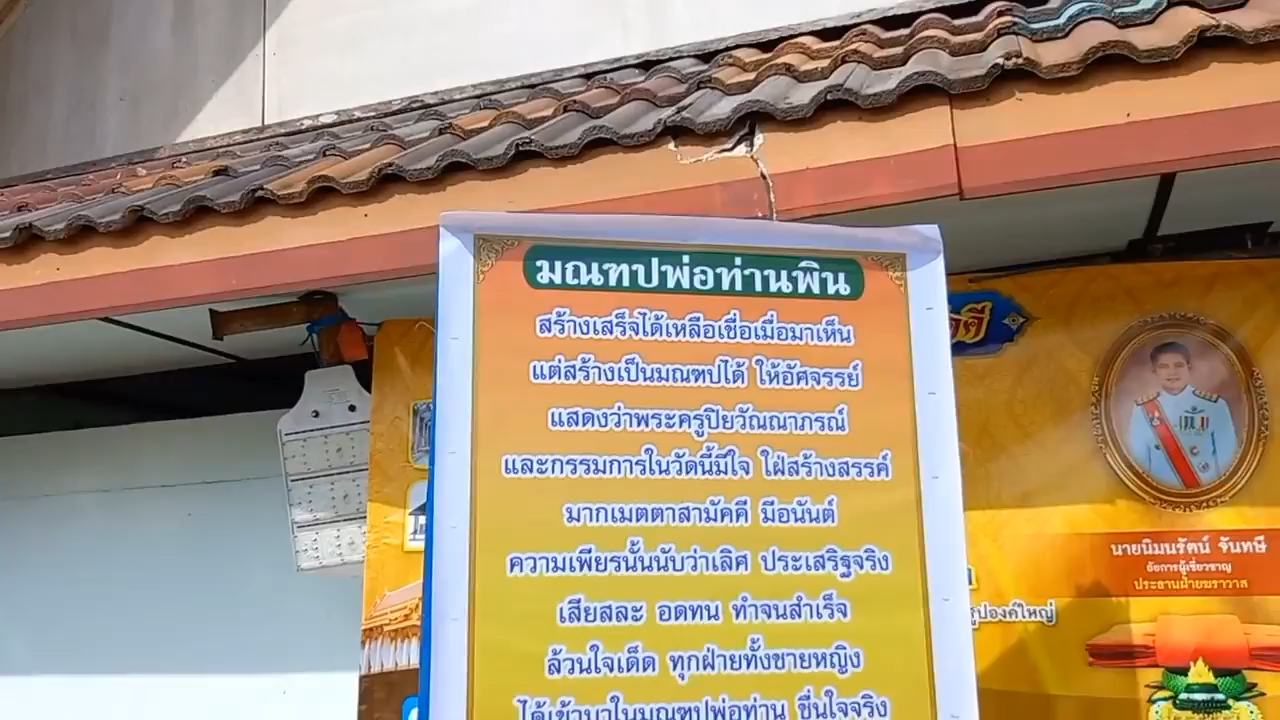 มณฑปพ่อท่านพิน
สร้างเสร็จได้เหลือเชื่อเมื่อมาเห็น
แต่สร้างเป็นมณฑปได้ ให้อัศจรรย์
แสดงว่าพระครูปิยวัณณาภรณ์
และกรรมการในวัดนี้มีใจ ใฝ่สร้างสรรค์
มากเมตตาสามัคคี มีอนันต์
ความเพียรนั้นนับว่าเลิศ ประเสริฐจริง
เสียสละ อดทน ทำจนสำเร็จ
ล้วนใจเด็ด ทุกฝ่ายทั้งชายหญิง
ได้เข้ามาในมณฑปพ่อท่าน ชื่นใจจริง
นายนิมนรัตน์ จันทษี
อัยการผู้เชี่ยวชาญ
ประธานฝ่ายฆราวาส
รูปองค์ใหญ่